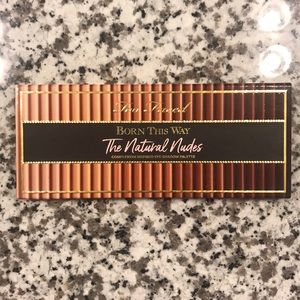 Too Faced
BORN THIS WAY
The Natural Nudes
COMPLEXION-INSPIRED EYE SHADOW PALETTE